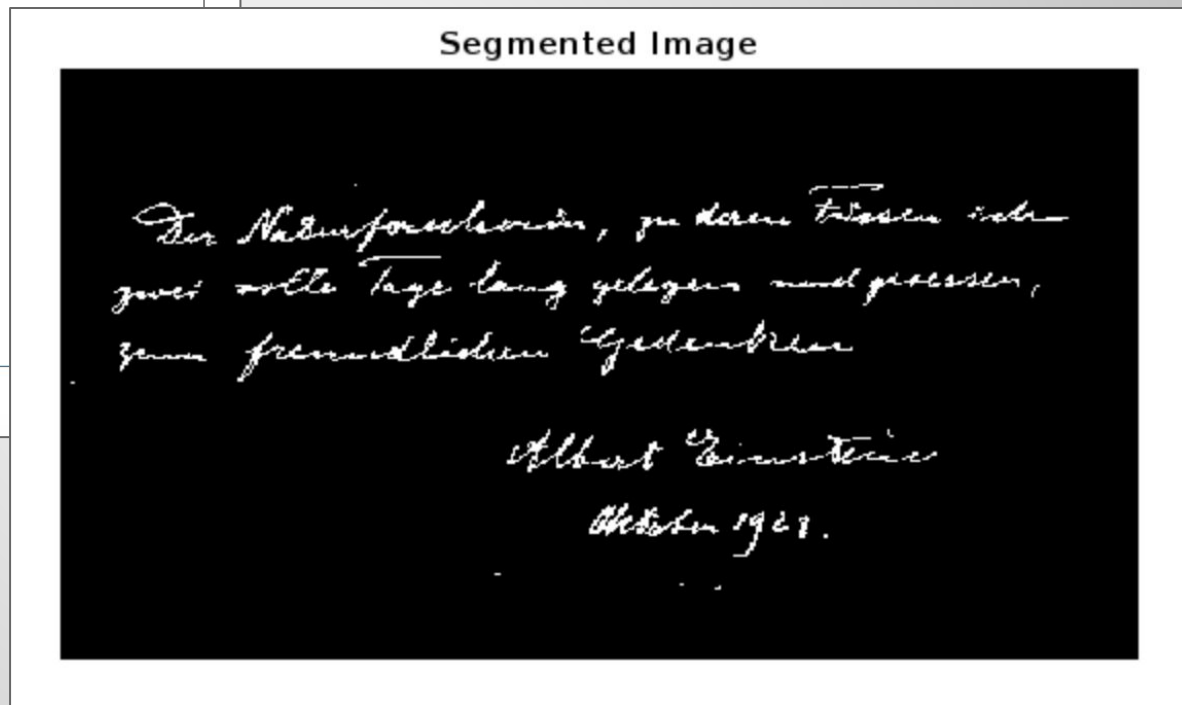 Segmented Image
Der Naturforscherin, zu deren Füssen ich
zwei volle Tage lang gelegen und gesessen,
zum freundlichen Gedenken
Albert Einstein
Oktober 1921.